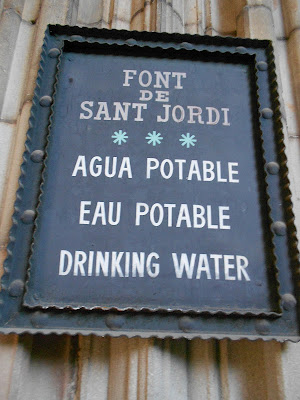 FONT
DE
SANT JORDI
* * *
AGUA POTABLE
EAU POTABLE
DRINKING WATER